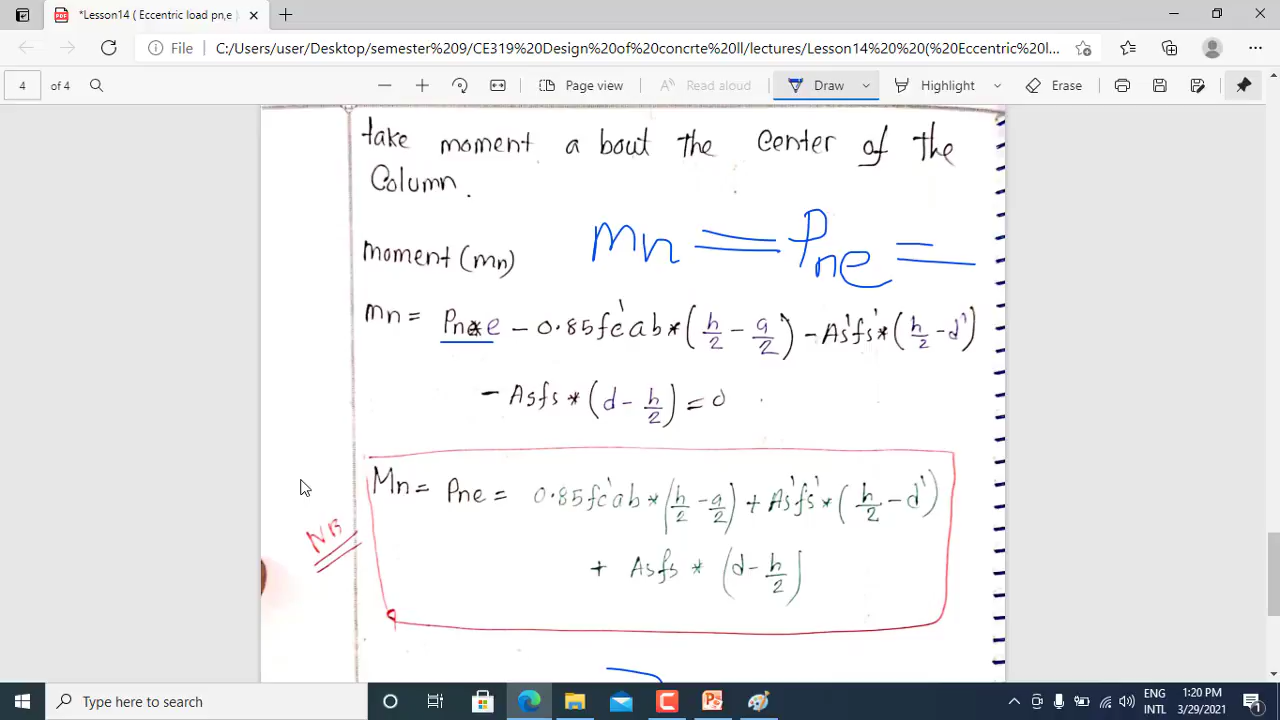 *Lesson14 ( Eccentric load pn,e
File C:/Users/user/Desktop/semester%209/CE319%20Design%20of%20concrte%20ll/lectures/Lesson14%20%20(%20Eccentric%20l...
4 of 4 Page view Read aloud Draw Highlight Erase
take moment a bout the Center of the
Column.
mn = Pne =
moment (mn)
mn = Pn*e - 0.85fc'ab*(h/2 - a/2) - As'fs'*(h/2 - d')
- Asfs*(d - h/2) = 0
Mn = Pne = 0.85fc'ab*(h/2 - a/2) + As'fs'*(h/2 - d')
NB
+ Asfs * (d - h/2)
Type here to search
ENG 1:20 PM
INTL 3/29/2021